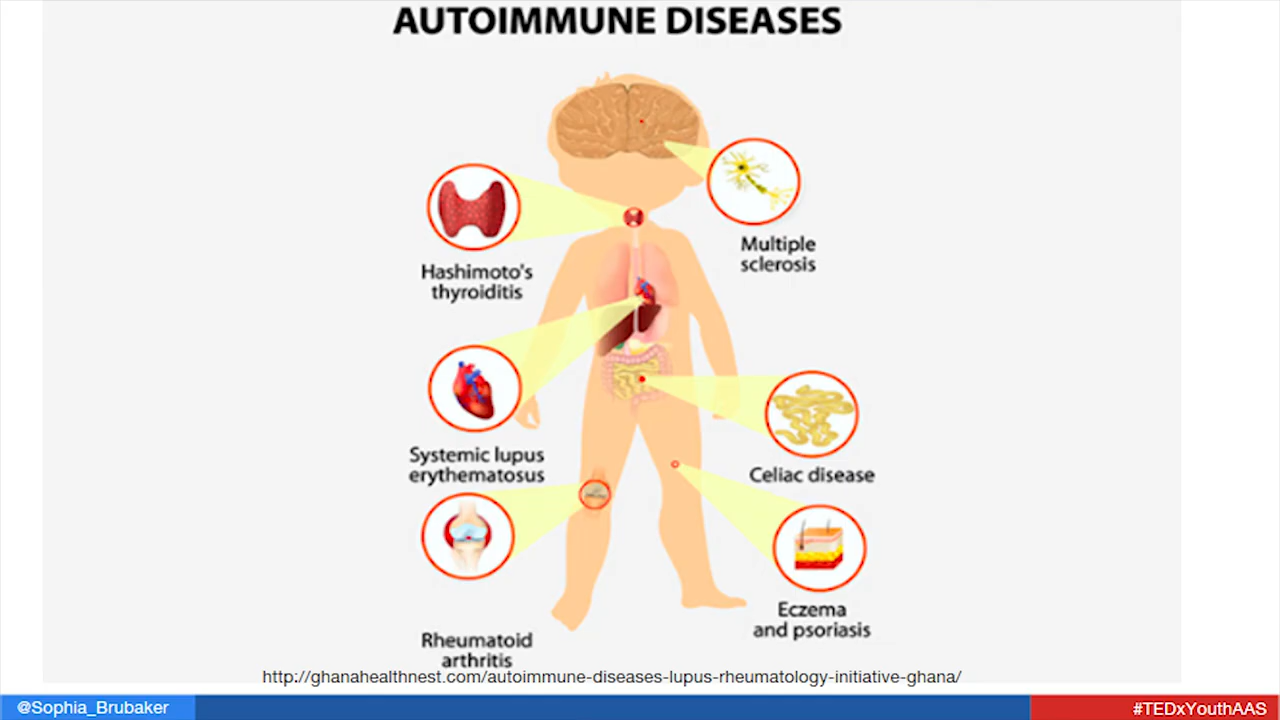 AUTOIMMUNE DISEASES
Hashimoto's
thyroiditis
Multiple
sclerosis
Systemic lupus
erythematosus
Celiac disease
Rheumatoid
arthritis
Eczema
and psoriasis
http://ghanahealthnest.com/autoimmune-diseases-lupus-rheumatology-initiative-ghana/
@Sophia_Brubaker
#TEDxYouthAAS